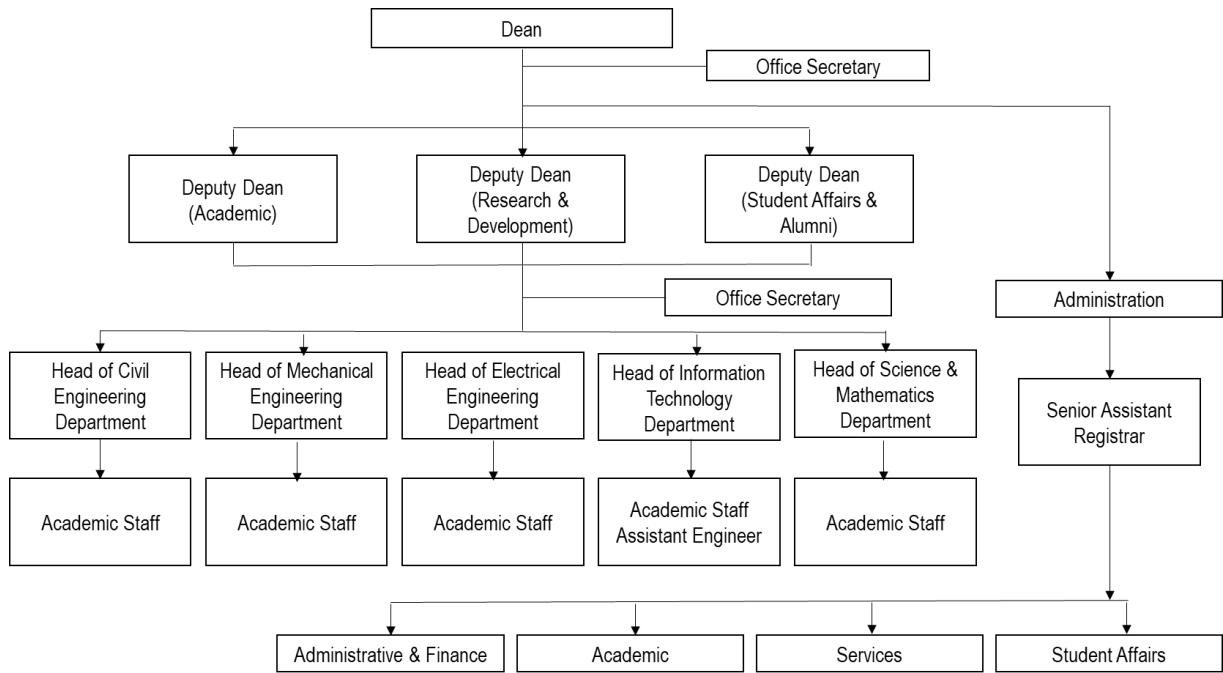 Dean
Office Secretary
Deputy Dean
(Academic)
Deputy Dean
(Research &
Development)
Deputy Dean
(Student Affairs &
Alumni)
Office Secretary
Administration
Head of Civil
Engineering
Department
Head of Mechanical
Engineering
Department
Head of Electrical
Engineering
Department
Head of Information
Technology
Department
Head of Science &
Mathematics
Department
Senior Assistant
Registrar
Academic Staff
Academic Staff
Academic Staff
Academic Staff
Assistant Engineer
Academic Staff
Administrative & Finance
Academic
Services
Student Affairs